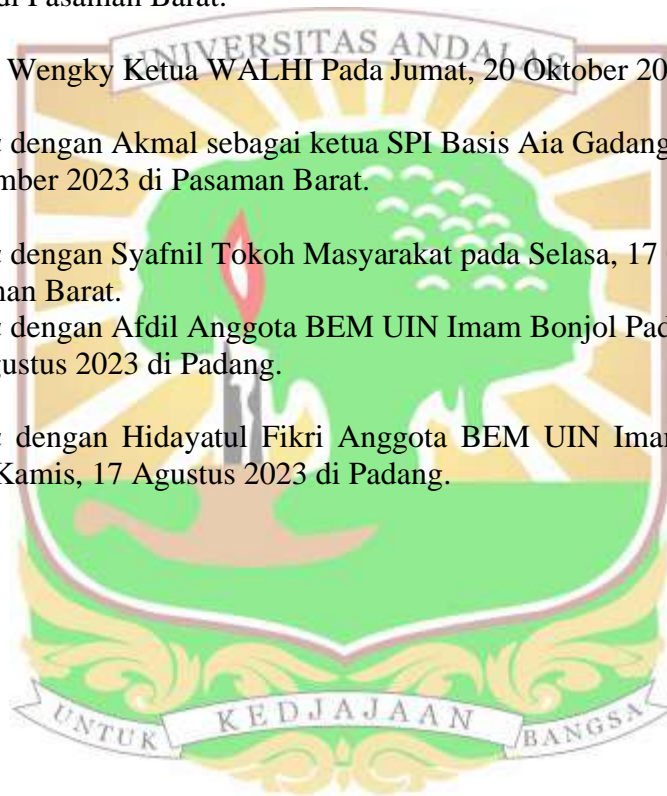 di Pasaman Barat.
UNIVERSITAS ANDALAS
Wengky Ketua WALHI Pada Jumat, 20 Oktober 20
dengan Akmal sebagai ketua SPI Basis Aia Gadang
mber 2023 di Pasaman Barat.
dengan Syafnil Tokoh Masyarakat pada Selasa, 17
an Barat.
dengan Afdil Anggota BEM UIN Imam Bonjol Pad
gustus 2023 di Padang.
dengan Hidayatul Fikri Anggota BEM UIN Imam
Kamis, 17 Agustus 2023 di Padang.
UNTUK KEDJAJAAN BANGSA